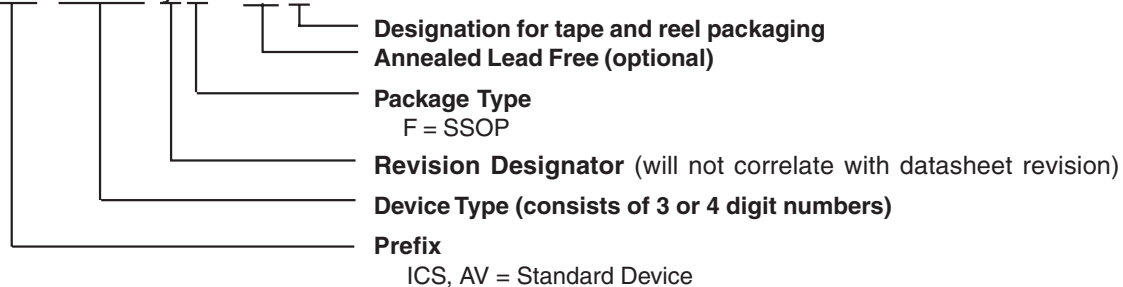 Designation for tape and reel packaging
Annealed Lead Free (optional)
Package Type
F = SSOP
Revision Designator (will not correlate with datasheet revision)
Device Type (consists of 3 or 4 digit numbers)
Prefix
ICS, AV = Standard Device